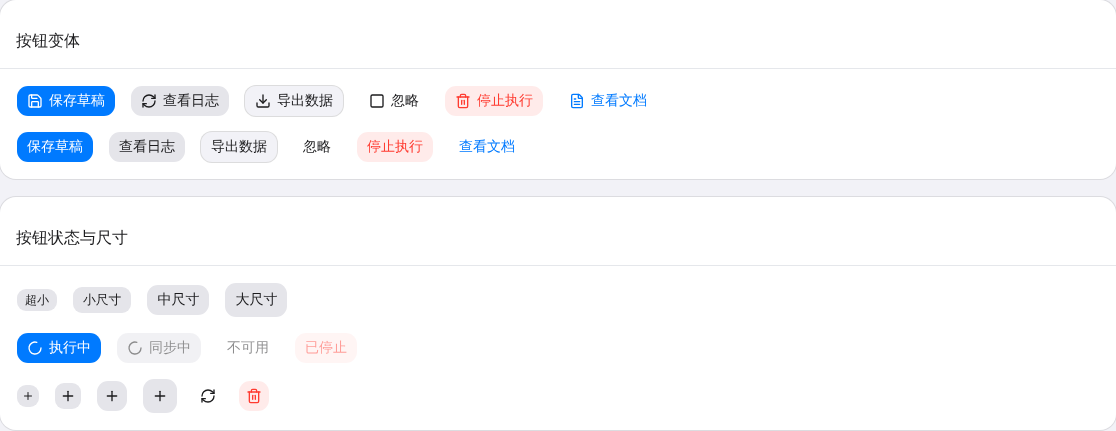 按钮变体
保存草稿 查看日志 导出数据 忽略 停止执行 查看文档
保存草稿 查看日志 导出数据 忽略 停止执行 查看文档
按钮状态与尺寸
超小 小尺寸 中尺寸 大尺寸
执行中 同步中 不可用 已停止